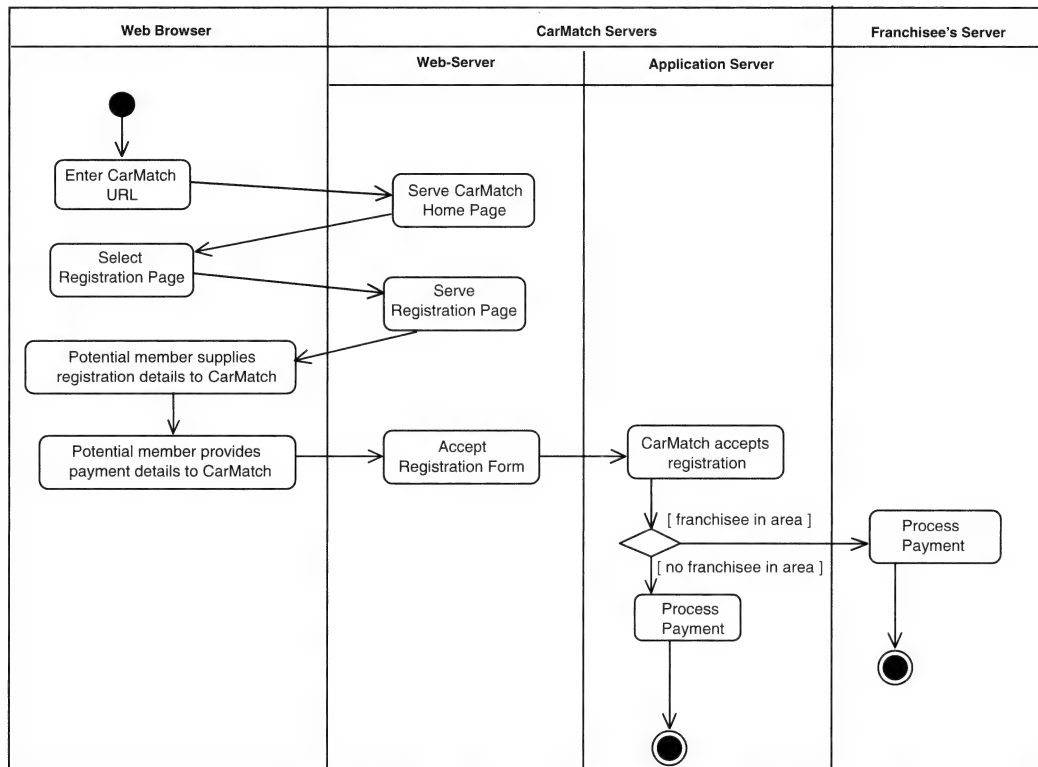 Web Browser
CarMatch Servers
Franchisee's Server
Web-Server
Application Server
Enter CarMatch
URL
Serve CarMatch
Home Page
Select
Registration Page
Serve
Registration Page
Potential member supplies
registration details to CarMatch
Potential member provides
payment details to CarMatch
Accept
Registration Form
CarMatch accepts
registration
[ franchisee in area ]
Process
Payment
[ no franchisee in area ]
Process
Payment